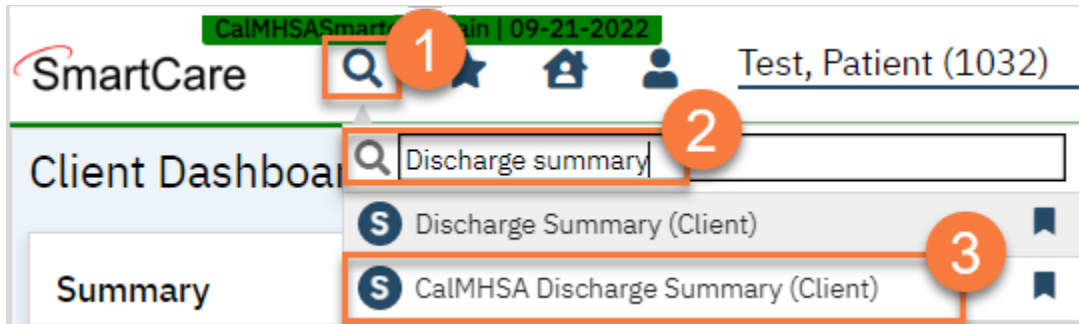 CalMHSASmart ain | 09-21-2022
SmartCare 1 Test, Patient (1032)
2
Client Dashboar Discharge summary
S Discharge Summary (Client)
3
Summary S CalMHSA Discharge Summary (Client)